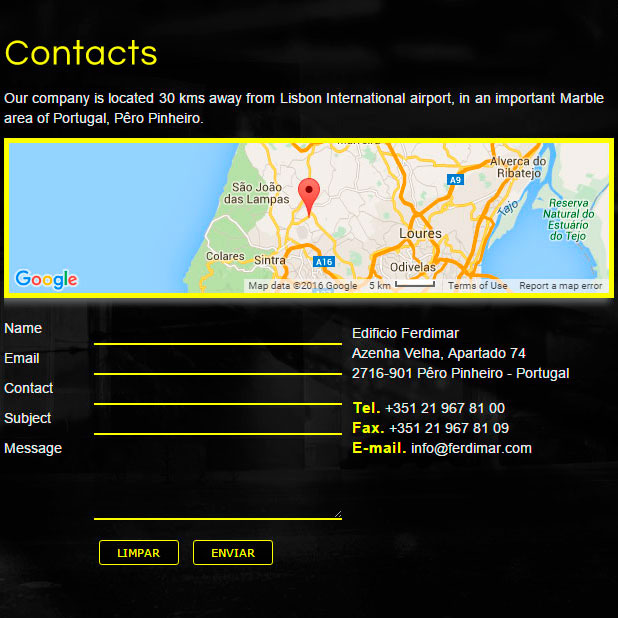 Contacts
Our company is located 30 kms away from Lisbon International airport, in an important Marble
area of Portugal, Pêro Pinheiro.
Alverca do
Ribatejo
A9
São João
das Lampas
Tejo
Reserva
Natural do
Estuário
do Tejo
Loures
Colares
Sintra
A16
Odivelas
Google
Map data ©2016 Google
5 km
Terms of Use
Report a map error
Name
Email
Contact
Subject
Message
Edificio Ferdimar
Azenha Velha, Apartado 74
2716-901 Pêro Pinheiro - Portugal
Tel. +351 21 967 81 00
Fax. +351 21 967 81 09
E-mail. info@ferdimar.com
LIMPAR
ENVIAR